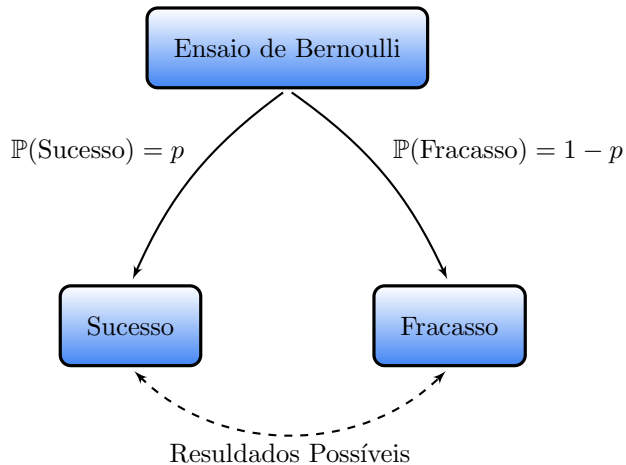 Ensaio de Bernoulli
ℙ(Sucesso) = p
ℙ(Fracasso) = 1 − p
Sucesso
Fracasso
Resuldados Possíveis